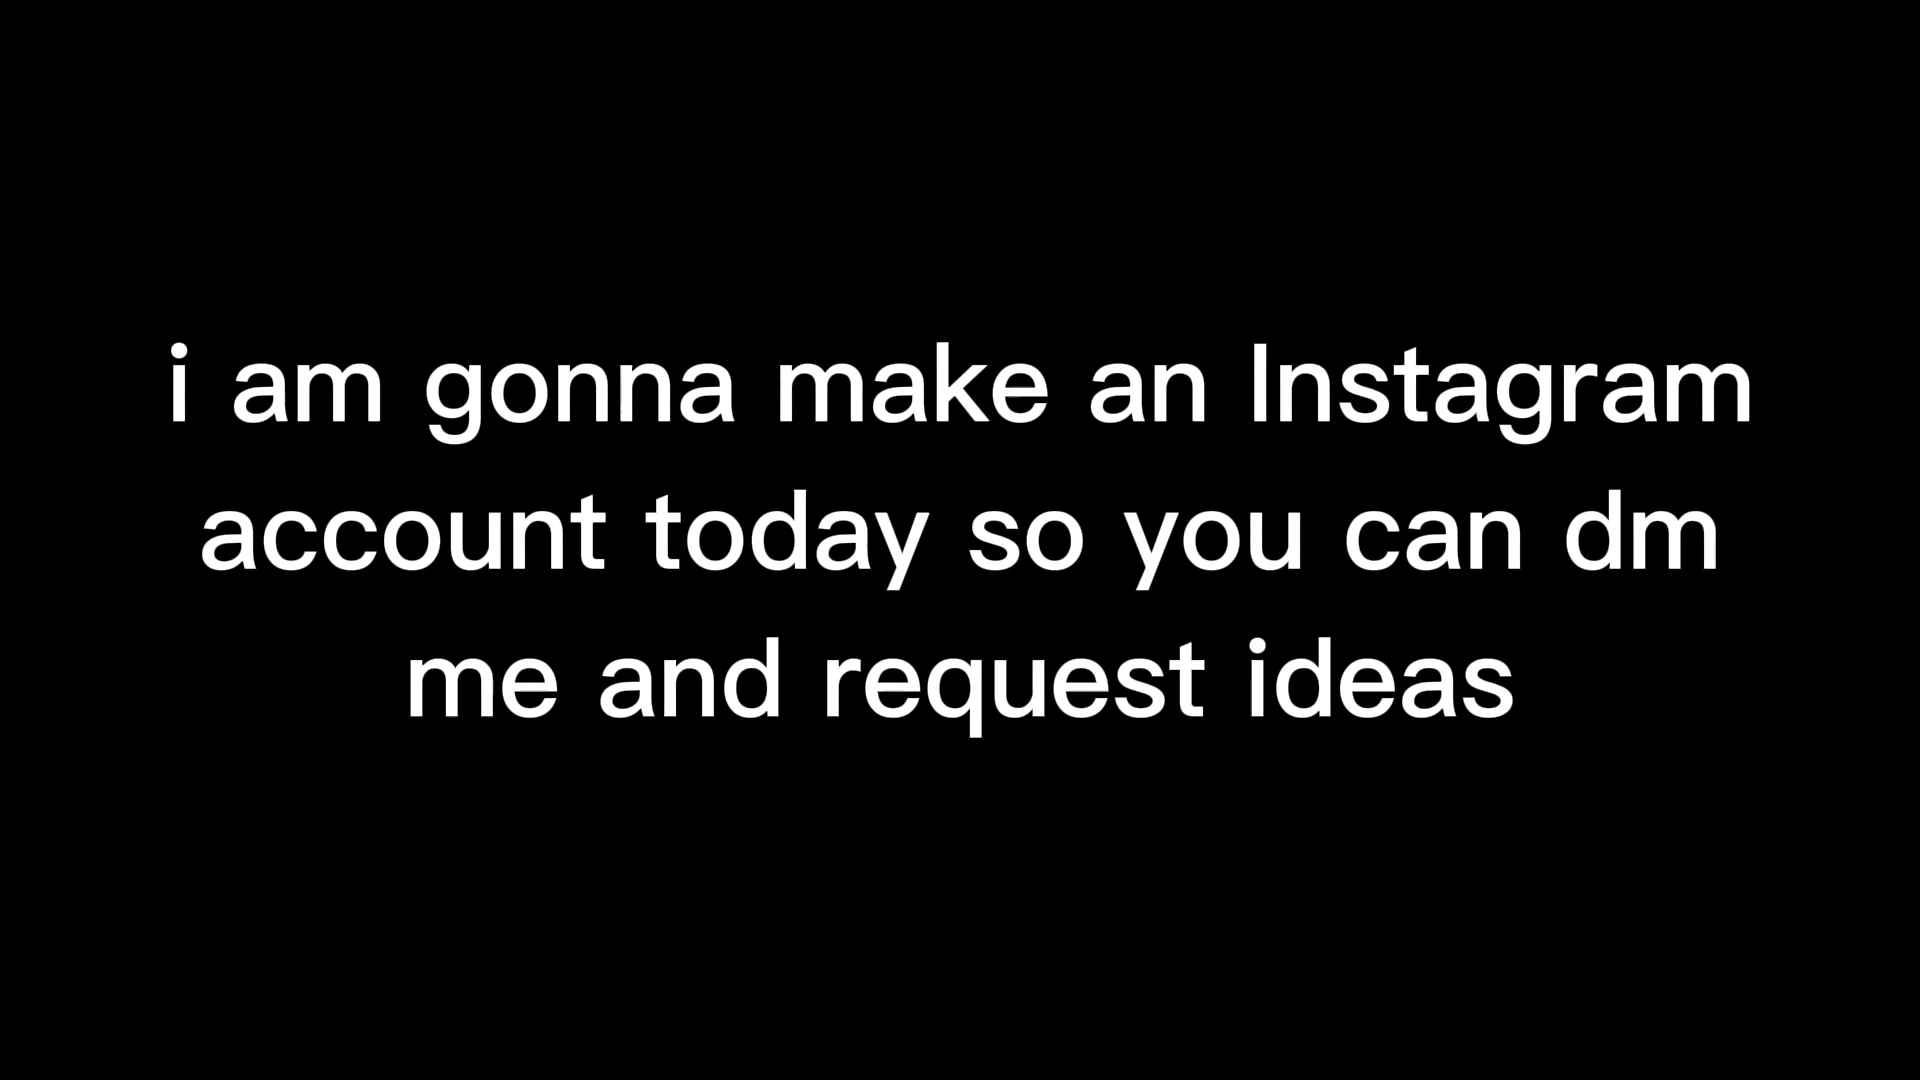 i am gonna make an Instagram
account today so you can dm
me and request ideas